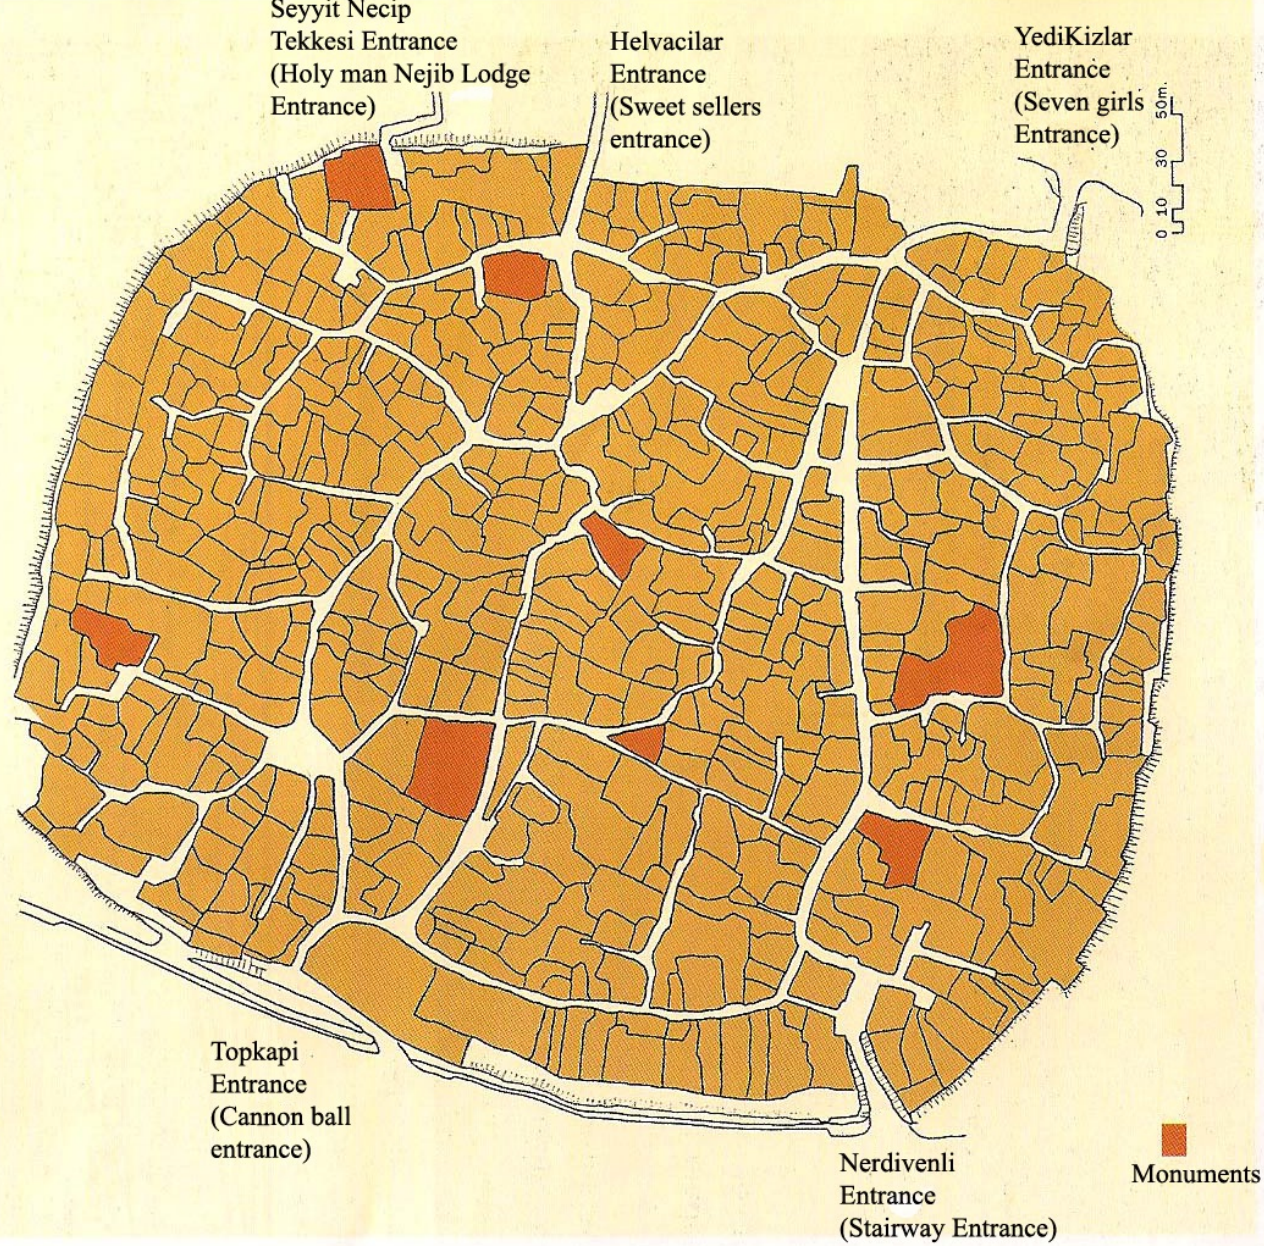 Seyyit Necip
Tekkesi Entrance
(Holy man Nejib Lodge
Entrance)
Helvacilar
Entrance
(Sweet sellers
entrance)
YediKizlar
Entrance
(Seven girls
Entrance)
50m.
30
10
0
Topkapi
Entrance
(Cannon ball
entrance)
Nerdivenli
Entrance
(Stairway Entrance)
Monuments